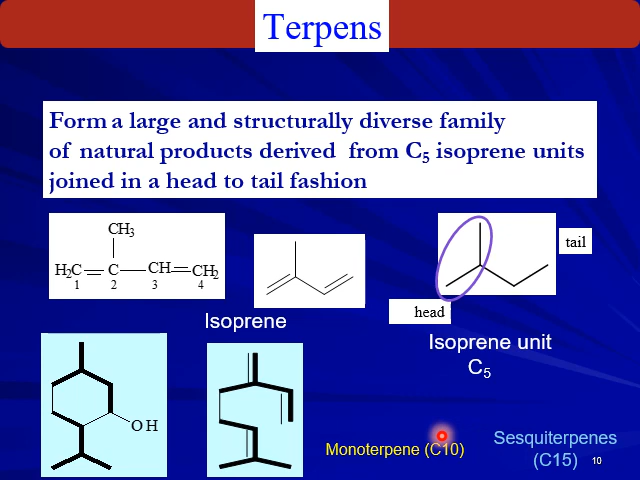 Terpens
Form a large and structurally diverse family
of natural products derived from C5 isoprene units
joined in a head to tail fashion
CH3
H2C C CH CH2
1 2 3 4
tail
head
Isoprene
Isoprene unit
C5
OH
Monoterpene (C10)
Sesquiterpenes
(C15)
10